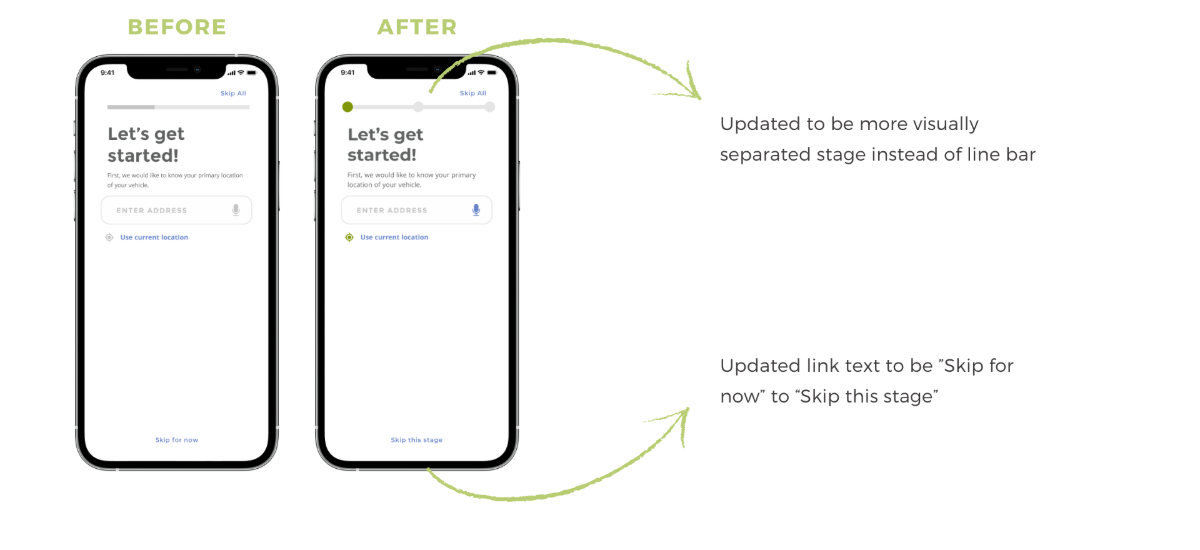 BEFORE
AFTER
9:41
Skip All
Let’s get
started!
First, we would like to know your primary location
of your vehicle.
ENTER ADDRESS
Use current location
Skip for now
9:41
Skip All
Let’s get
started!
First, we would like to know your primary
location of your vehicle.
ENTER ADDRESS
Use current location
Skip this stage
Updated to be more visually
separated stage instead of line bar
Updated link text to be ”Skip for
now” to “Skip this stage”